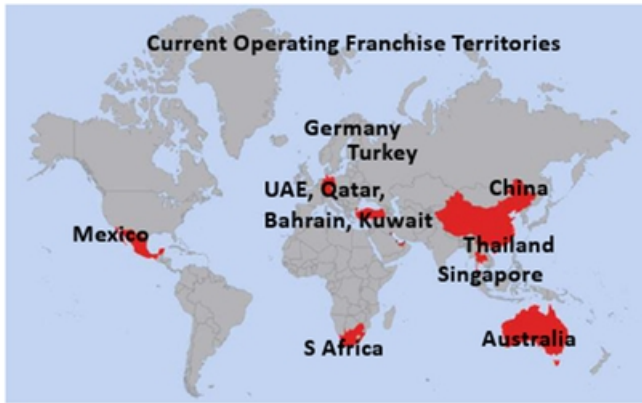 Current Operating Franchise Territories
Germany
Turkey
UAE, Qatar,
Bahrain, Kuwait
China
Mexico
Thailand
Singapore
S Africa
Australia